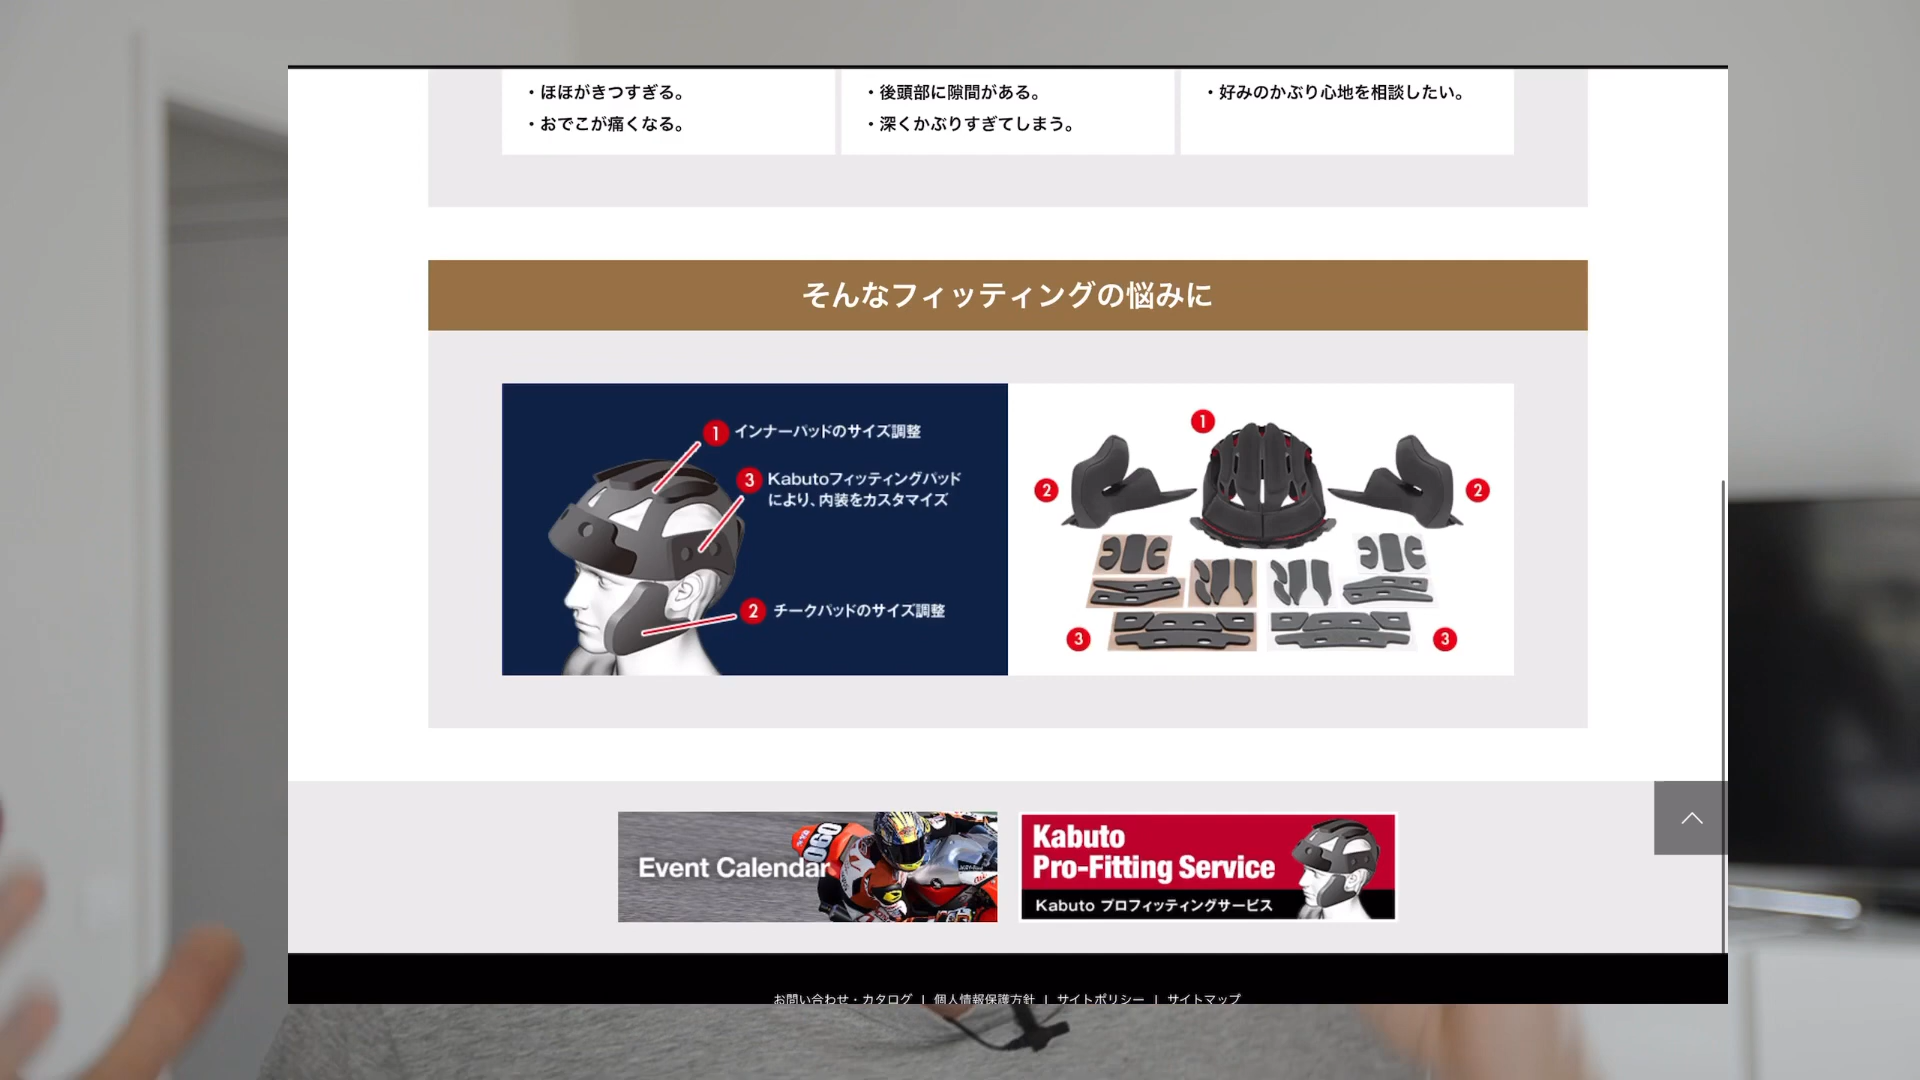 ・ほほがきつすぎる。
・おでこが痛くなる。
・後頭部に隙間がある。
・深くかぶりすぎてしまう。
・好みのかぶり心地を相談したい。
そんなフィッティングの悩みに
1 インナーパッドのサイズ調整
3 Kabutoフィッティングパッド
により、内装をカスタマイズ
2 チークパッドのサイズ調整
1
2
2
3
3
Event Calendar
060
Kabuto
Pro-Fitting Service
Kabuto プロフィッティングサービス
お問い合わせ・カタログ | 個人情報保護方針 | サイトポリシー | サイトマップ